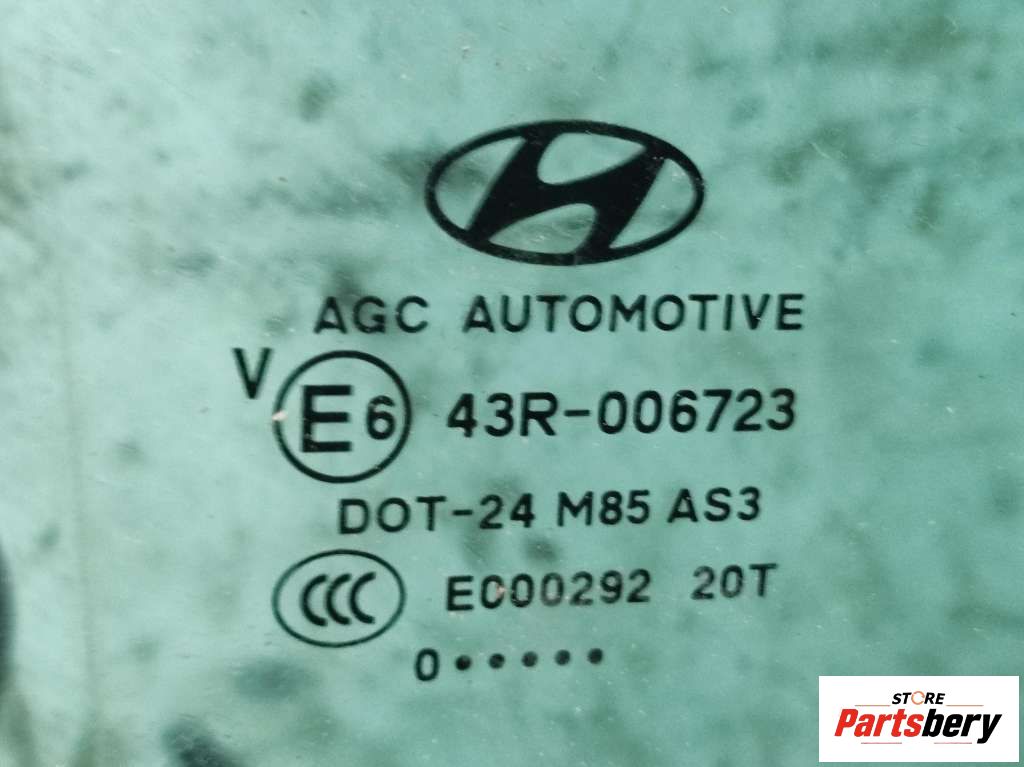 AGC AUTOMOTIVE
V E6 43R-006723
DOT-24 M85 AS3
CCC E000292 20T
0•••••
STORE
Partsbery